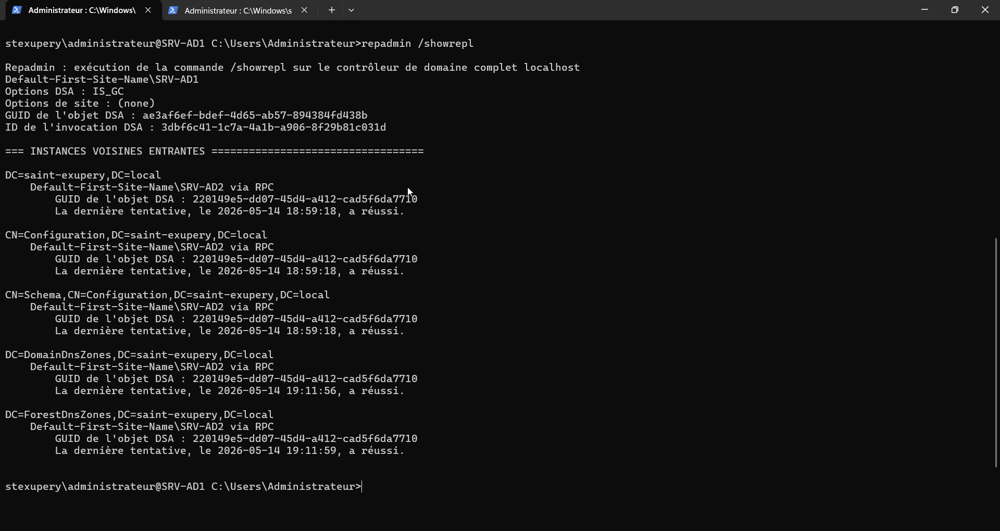 Administrateur : C:\Windows\
Administrateur : C:\Windows\s
stexupery\administrateur@SRV-AD1 C:\Users\Administrateur>repadmin /showrepl
Repadmin : exécution de la commande /showrepl sur le contrôleur de domaine complet localhost
Default-First-Site-Name\SRV-AD1
Options DSA : IS_GC
Options de site : (none)
GUID de l'objet DSA : ae3af6ef-bdef-4d65-ab57-894384fd438b
ID de l'invocation DSA : 3dbf6c41-1c7a-4a1b-a906-8f29b81c031d
=== INSTANCES VOISINES ENTRANTES ==================================
DC=saint-exupery,DC=local
Default-First-Site-Name\SRV-AD2 via RPC
GUID de l'objet DSA : 220149e5-dd07-45d4-a412-cad5f6da7710
La dernière tentative, le 2026-05-14 18:59:18, a réussi.
CN=Configuration,DC=saint-exupery,DC=local
Default-First-Site-Name\SRV-AD2 via RPC
GUID de l'objet DSA : 220149e5-dd07-45d4-a412-cad5f6da7710
La dernière tentative, le 2026-05-14 18:59:18, a réussi.
CN=Schema,CN=Configuration,DC=saint-exupery,DC=local
Default-First-Site-Name\SRV-AD2 via RPC
GUID de l'objet DSA : 220149e5-dd07-45d4-a412-cad5f6da7710
La dernière tentative, le 2026-05-14 18:59:18, a réussi.
DC=DomainDnsZones,DC=saint-exupery,DC=local
Default-First-Site-Name\SRV-AD2 via RPC
GUID de l'objet DSA : 220149e5-dd07-45d4-a412-cad5f6da7710
La dernière tentative, le 2026-05-14 19:11:56, a réussi.
DC=ForestDnsZones,DC=saint-exupery,DC=local
Default-First-Site-Name\SRV-AD2 via RPC
GUID de l'objet DSA : 220149e5-dd07-45d4-a412-cad5f6da7710
La dernière tentative, le 2026-05-14 19:11:59, a réussi.
stexupery\administrateur@SRV-AD1 C:\Users\Administrateur>